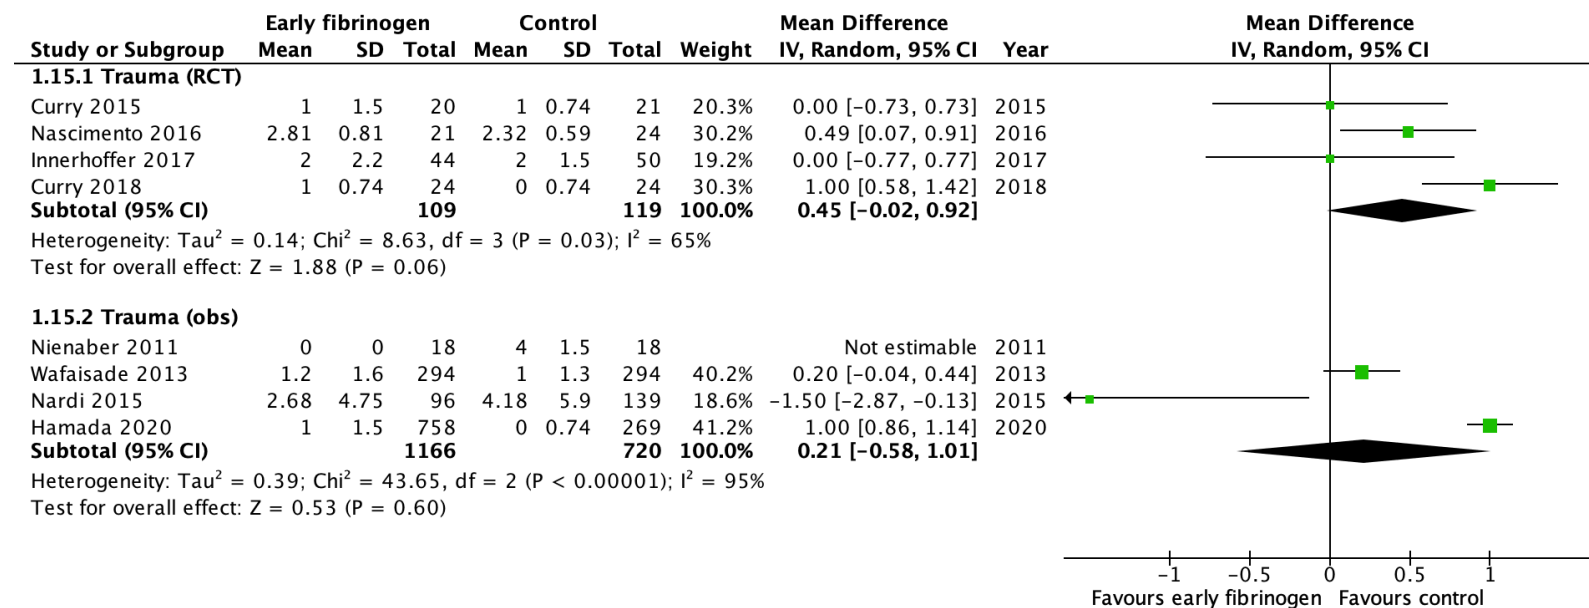 Early fibrinogen Control Mean Difference Mean Difference
Study or Subgroup Mean SD Total Mean SD Total Weight IV, Random, 95% CI Year IV, Random, 95% CI
1.15.1 Trauma (RCT)
Curry 2015 1 1.5 20 1 0.74 21 20.3% 0.00 [−0.73, 0.73] 2015
Nascimento 2016 2.81 0.81 21 2.32 0.59 24 30.2% 0.49 [0.07, 0.91] 2016
Innerhoffer 2017 2 2.2 44 2 1.5 50 19.2% 0.00 [−0.77, 0.77] 2017
Curry 2018 1 0.74 24 0 0.74 24 30.3% 1.00 [0.58, 1.42] 2018
Subtotal (95% CI) 109 119 100.0% 0.45 [−0.02, 0.92]
Heterogeneity: Tau² = 0.14; Chi² = 8.63, df = 3 (P = 0.03); I² = 65%
Test for overall effect: Z = 1.88 (P = 0.06)
1.15.2 Trauma (obs)
Nienaber 2011 0 0 18 4 1.5 18 Not estimable 2011
Wafaisade 2013 1.2 1.6 294 1 1.3 294 40.2% 0.20 [−0.04, 0.44] 2013
Nardi 2015 2.68 4.75 96 4.18 5.9 139 18.6% −1.50 [−2.87, −0.13] 2015
Hamada 2020 1 1.5 758 0 0.74 269 41.2% 1.00 [0.86, 1.14] 2020
Subtotal (95% CI) 1166 720 100.0% 0.21 [−0.58, 1.01]
Heterogeneity: Tau² = 0.39; Chi² = 43.65, df = 2 (P < 0.00001); I² = 95%
Test for overall effect: Z = 0.53 (P = 0.60)
−1 −0.5 0 0.5 1
Favours early fibrinogen Favours control